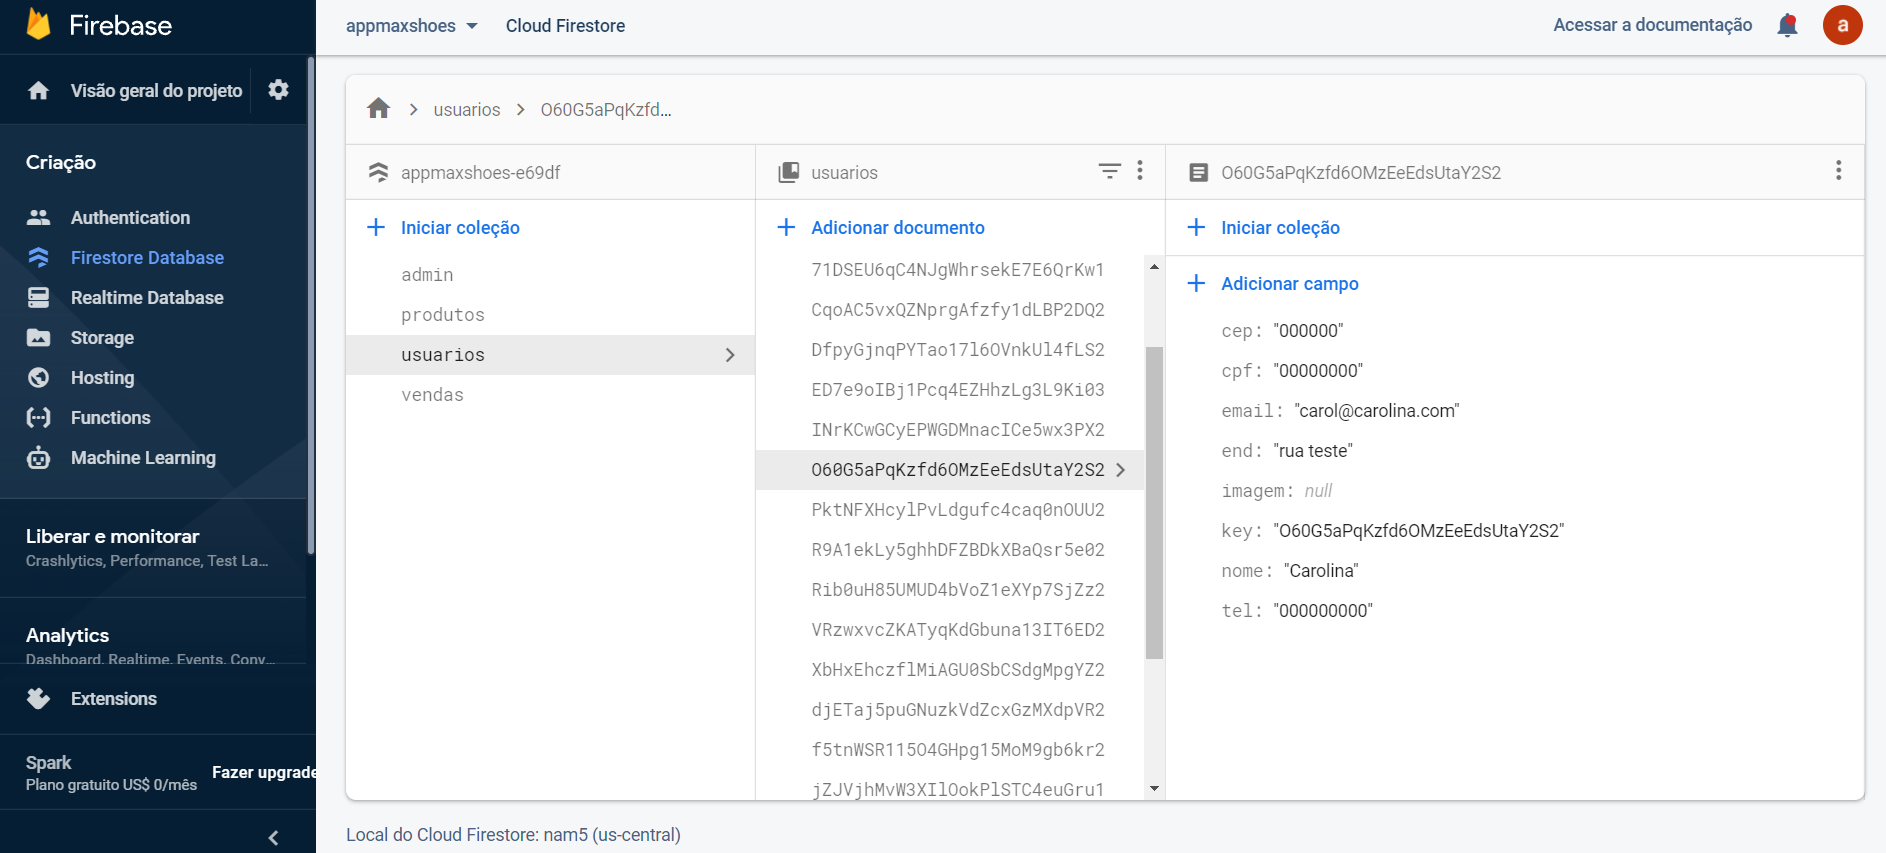 Firebase
Visão geral do projeto
Criação
Authentication
Firestore Database
Realtime Database
Storage
Hosting
Functions
Machine Learning
Liberar e monitorar
Crashlytics, Performance, Test La...
Analytics
Dashboard, Realtime, Events, Conv...
Extensions
Spark
Plano gratuito US$ 0/mês
Fazer upgrade
appmaxshoes
Cloud Firestore
Acessar a documentação
a
usuarios
O60G5aPqKzfd...
appmaxshoes-e69df
Iniciar coleção
admin
produtos
usuarios
vendas
usuarios
Adicionar documento
71DSEU6qC4NJgWhrsekE7E6QrKw1
CqoAC5vxQZNprgAfzfy1dLBP2DQ2
DfpyGjnqPYTao17l6OVnkUl4fLS2
ED7e9oIBj1Pcq4EZHhzLg3L9Ki03
INrKCwGCyEPWGDMnacICe5wx3PX2
O60G5aPqKzfd6OMzEeEdsUtaY2S2
PktNFXHcylPvLdgufc4caq0nOUU2
R9A1ekLy5ghhDFZBDkXBaQsr5e02
Rib0uH85UMUD4bVoZ1eXYp7SjZz2
VRzwxvcZKATyqKdGbuna13IT6ED2
XbHxEhczflMiAGU0SbCSdgMpgYZ2
djETaj5puGNuzkVdZcxGzMXdpVR2
f5tnWSR115O4GHpg15MoM9gb6kr2
jZJVjhMvW3XIlOokPlSTC4euGru1
O60G5aPqKzfd6OMzEeEdsUtaY2S2
Iniciar coleção
Adicionar campo
cep: "000000"
cpf: "00000000"
email: "carol@carolina.com"
end: "rua teste"
imagem: null
key: "O60G5aPqKzfd6OMzEeEdsUtaY2S2"
nome: "Carolina"
tel: "000000000"
Local do Cloud Firestore: nam5 (us-central)